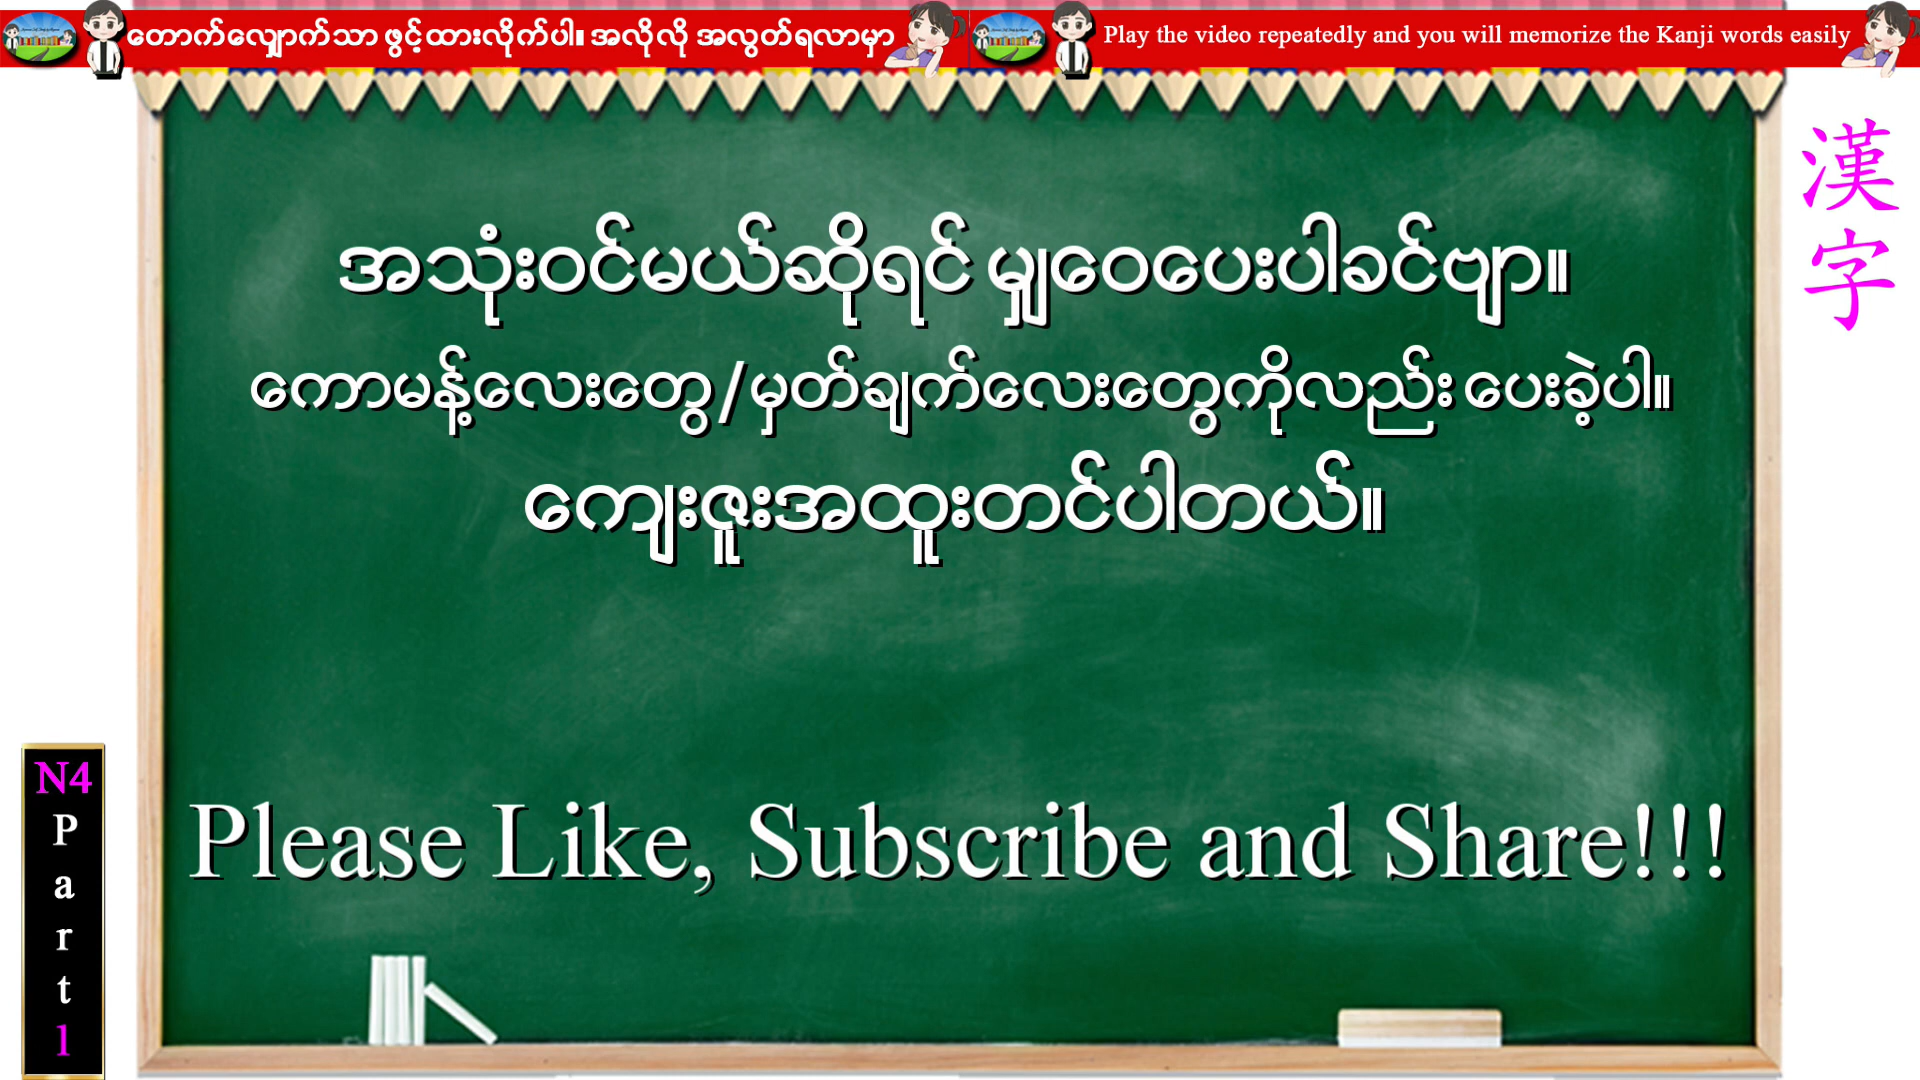 တောက်လျှောက်သာ ဖွင့်ထားလိုက်ပါ။ အလိုလို အလွတ်ရလာမှာ
Play the video repeatedly and you will memorize the Kanji words easily
漢字
အသုံးဝင်မယ်ဆိုရင် မျှဝေပေးပါခင်ဗျာ။
ကောမန့်လေးတွေ/မှတ်ချက်လေးတွေကိုလည်း ပေးခဲ့ပါ။
ကျေးဇူးအထူးတင်ပါတယ်။
Please Like, Subscribe and Share!!!
N4
Part
1